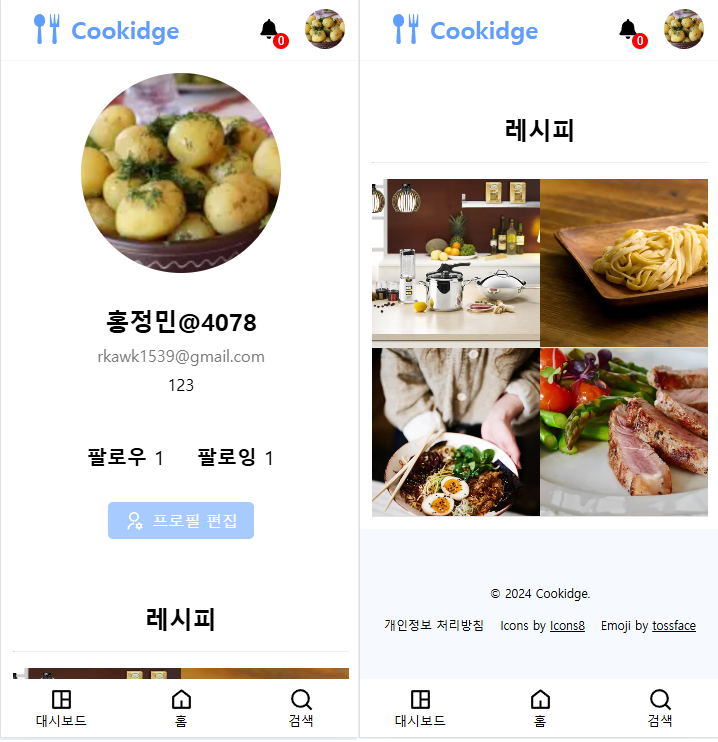 Cookidge
0
홍정민@4078
rkawk1539@gmail.com
123
팔로우 1 팔로잉 1
프로필 편집
레시피
대시보드 홈 검색
Cookidge
0
레시피
© 2024 Cookidge.
개인정보 처리방침 Icons by Icons8 Emoji by tossface
대시보드 홈 검색